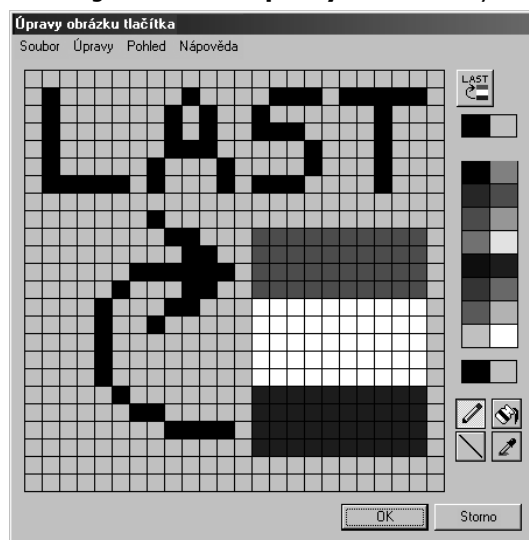 Úpravy obrázku tlačítka
Soubor Úpravy Pohled Nápověda
LAST
LAST
OK
Storno